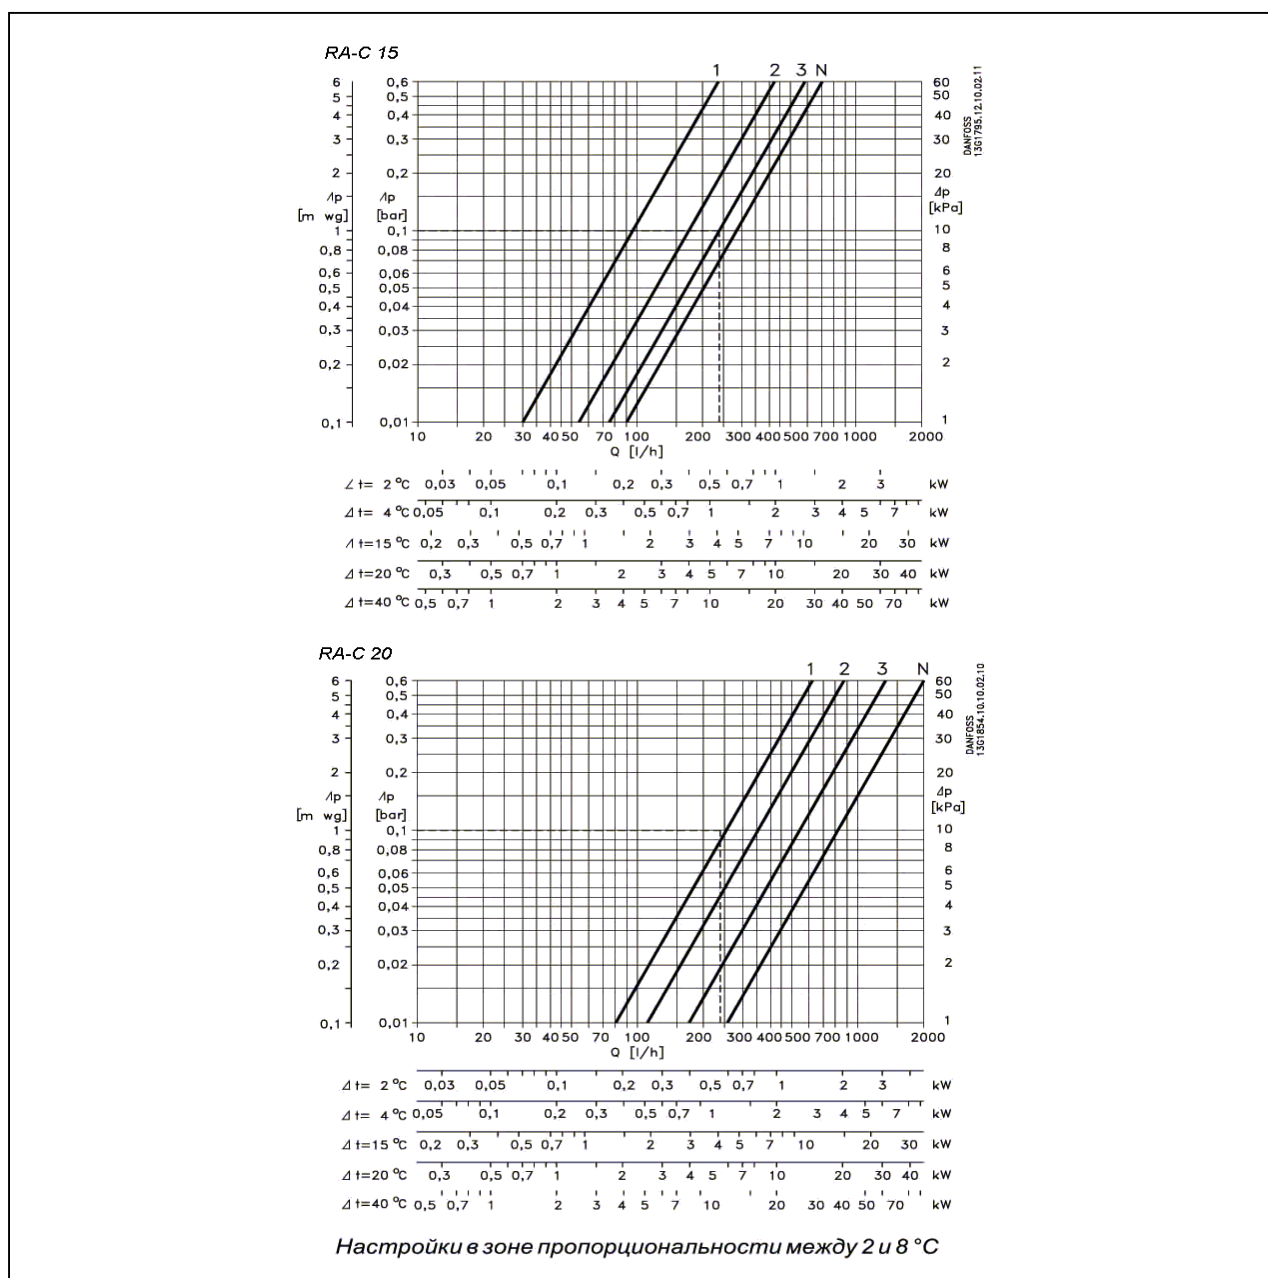 RA-C 15
1 2 3 N
6 0,6 60
5 0,5 50
4 0,4 40
3 0,3 30
2 0,2 20
Λp Λp Δp
[m wg] [bar] [kPa]
1 0,1 10
0,8 0,08 8
0,6 0,06 6
0,5 0,05 5
0,4 0,04 4
0,3 0,03 3
0,2 0,02 2
0,1 0,01 1
DANFOSS
13G1795.12.10.02.11
10 20 30 40 50 70 100 200 300 400 500 700 1000 2000
Q [l/h]
∠ t= 2 °C 0,03 0,05 0,1 0,2 0,3 0,5 0,7 1 2 3 kW
Δ t= 4 °C 0,05 0,1 0,2 0,3 0,5 0,7 1 2 3 4 5 7 kW
Λ t=15 °C 0,2 0,3 0,5 0,7 1 2 3 4 5 7 10 20 30 kW
Δ t=20 °C 0,3 0,5 0,7 1 2 3 4 5 7 10 20 30 40 kW
Δ t=40 °C 0,5 0,7 1 2 3 4 5 7 10 20 30 40 50 70 kW
RA-C 20
1 2 3 N
6 0,6 60
5 0,5 50
4 0,4 40
3 0,3 30
2 0,2 20
Λp Λp Δp
[m wg] [bar] [kPa]
1 0,1 10
0,8 0,08 8
0,6 0,06 6
0,5 0,05 5
0,4 0,04 4
0,3 0,03 3
0,2 0,02 2
0,1 0,01 1
DANFOSS
13G1854.10.10.02.10
10 20 30 40 50 70 100 200 300 400 500 700 1000 2000
Q [l/h]
Δ t= 2 °C 0,03 0,05 0,1 0,2 0,3 0,5 0,7 1 2 3 kW
Δ t= 4 °C 0,05 0,1 0,2 0,3 0,5 0,7 1 2 3 4 5 7 kW
Δ t=15 °C 0,2 0,3 0,5 0,7 1 2 3 4 5 7 10 20 30 kW
Δ t=20 °C 0,3 0,5 0,7 1 2 3 4 5 7 10 20 30 40 kW
Δ t=40 °C 0,5 0,7 1 2 3 4 5 7 10 20 30 40 50 70 kW
Настройки в зоне пропорциональности между 2 и 8 °C